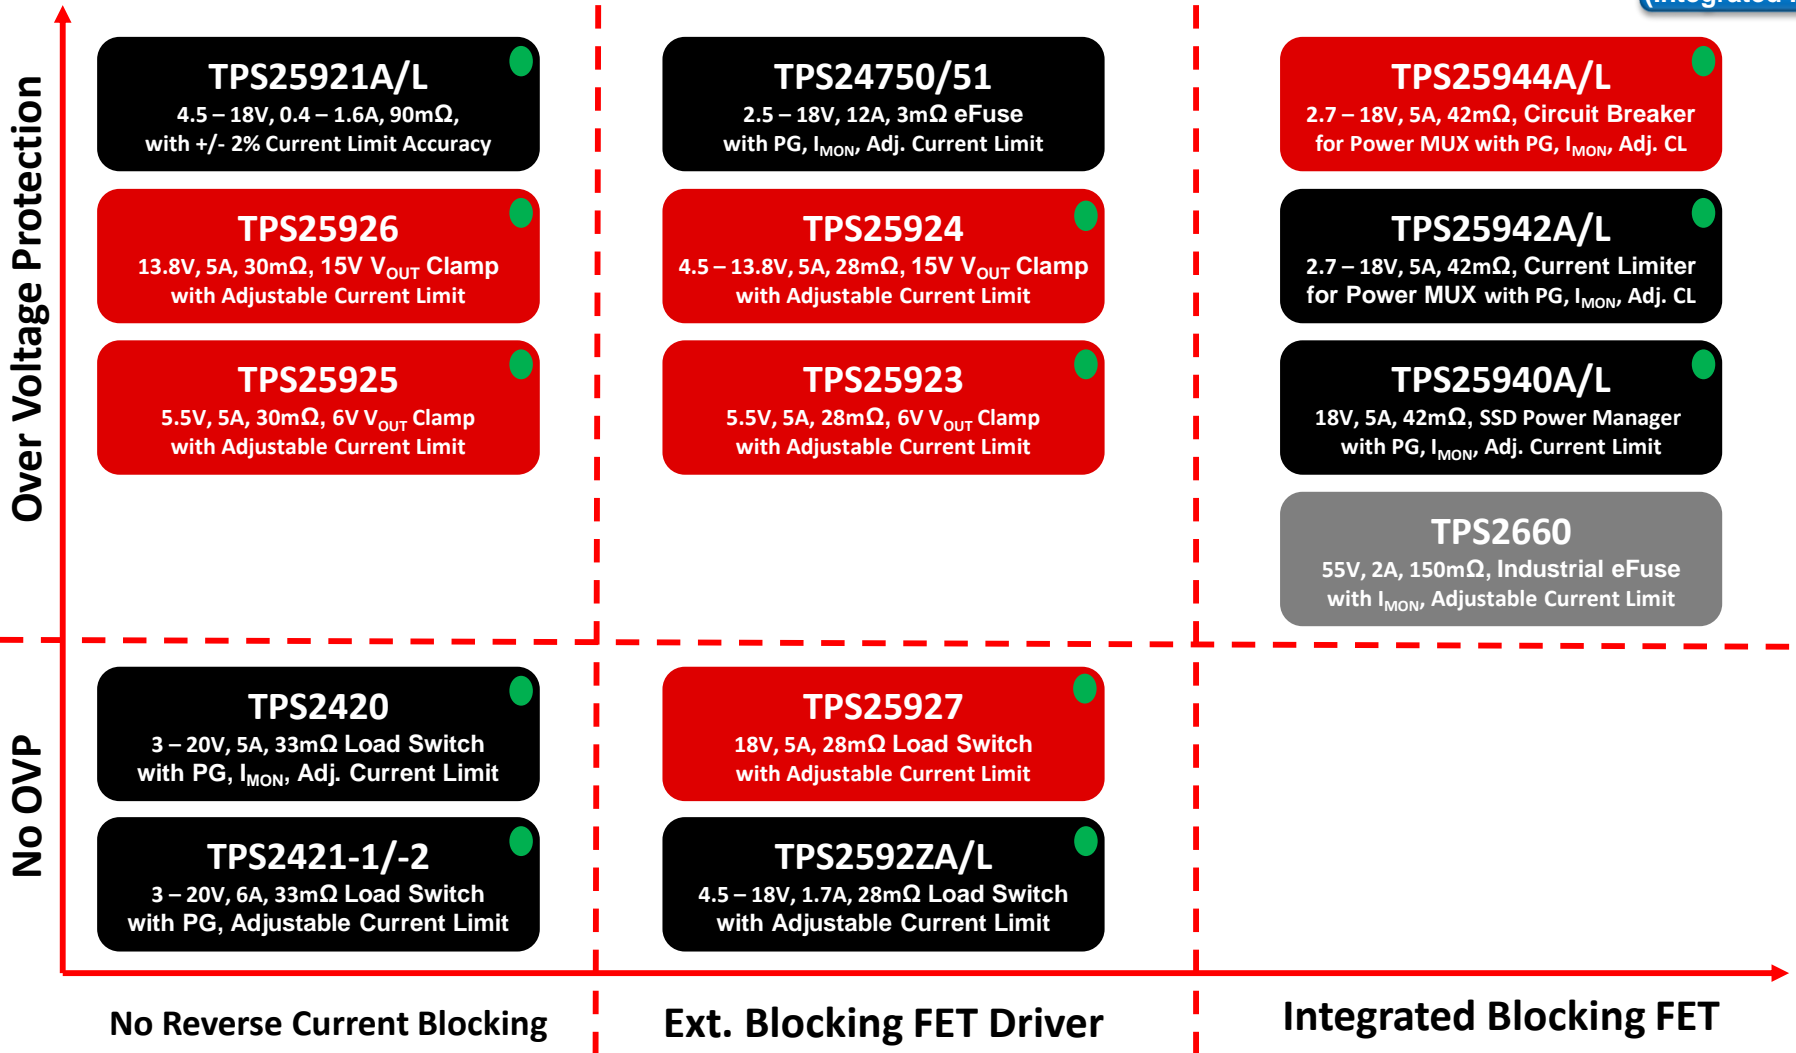 (Integrated
Over Voltage Protection
TPS25921A/L
4.5 – 18V, 0.4 – 1.6A, 90mΩ,
with +/- 2% Current Limit Accuracy
TPS25926
13.8V, 5A, 30mΩ, 15V VOUT Clamp
with Adjustable Current Limit
TPS25925
5.5V, 5A, 30mΩ, 6V VOUT Clamp
with Adjustable Current Limit
TPS24750/51
2.5 – 18V, 12A, 3mΩ eFuse
with PG, IMON, Adj. Current Limit
TPS25924
4.5 – 13.8V, 5A, 28mΩ, 15V VOUT Clamp
with Adjustable Current Limit
TPS25923
5.5V, 5A, 28mΩ, 6V VOUT Clamp
with Adjustable Current Limit
TPS25944A/L
2.7 – 18V, 5A, 42mΩ, Circuit Breaker
for Power MUX with PG, IMON, Adj. CL
TPS25942A/L
2.7 – 18V, 5A, 42mΩ, Current Limiter
for Power MUX with PG, IMON, Adj. CL
TPS25940A/L
18V, 5A, 42mΩ, SSD Power Manager
with PG, IMON, Adj. Current Limit
TPS2660
55V, 2A, 150mΩ, Industrial eFuse
with IMON, Adjustable Current Limit
No OVP
TPS2420
3 – 20V, 5A, 33mΩ Load Switch
with PG, IMON, Adj. Current Limit
TPS2421-1/-2
3 – 20V, 6A, 33mΩ Load Switch
with PG, Adjustable Current Limit
TPS25927
18V, 5A, 28mΩ Load Switch
with Adjustable Current Limit
TPS2592ZA/L
4.5 – 18V, 1.7A, 28mΩ Load Switch
with Adjustable Current Limit
No Reverse Current Blocking
Ext. Blocking FET Driver
Integrated Blocking FET